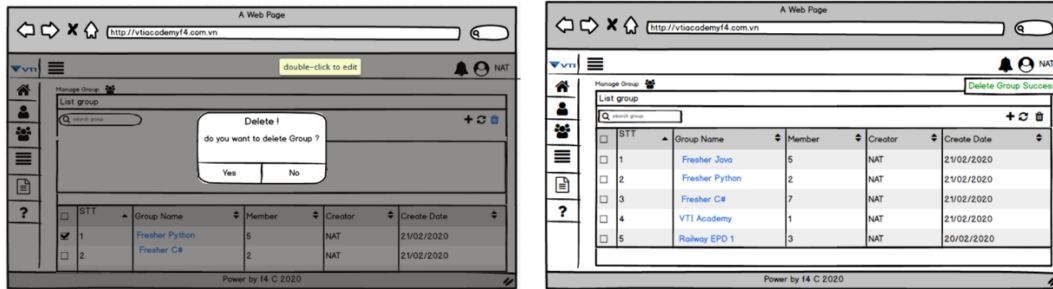 A Web Page
http://vtiacademyf4.com.vn
VTI
double-click to edit
NAT
Manage Group
List group
search group
Delete !
do you want to delete Group ?
Yes No
STT Group Name Member Creator Create Date
1 Fresher Python 5 NAT 21/02/2020
2 Fresher C# 2 NAT 21/02/2020
?
Power by f4 C 2020
A Web Page
http://vtiacademyf4.com.vn
VTI
NAT
Manage Group
Delete Group Success
List group
search group
STT Group Name Member Creator Create Date
1 Fresher Java 5 NAT 21/02/2020
2 Fresher Python 2 NAT 21/02/2020
3 Fresher C# 7 NAT 21/02/2020
4 VTI Academy 1 NAT 21/02/2020
5 Railway EPD 1 3 NAT 20/02/2020
?
Power by f4 C 2020